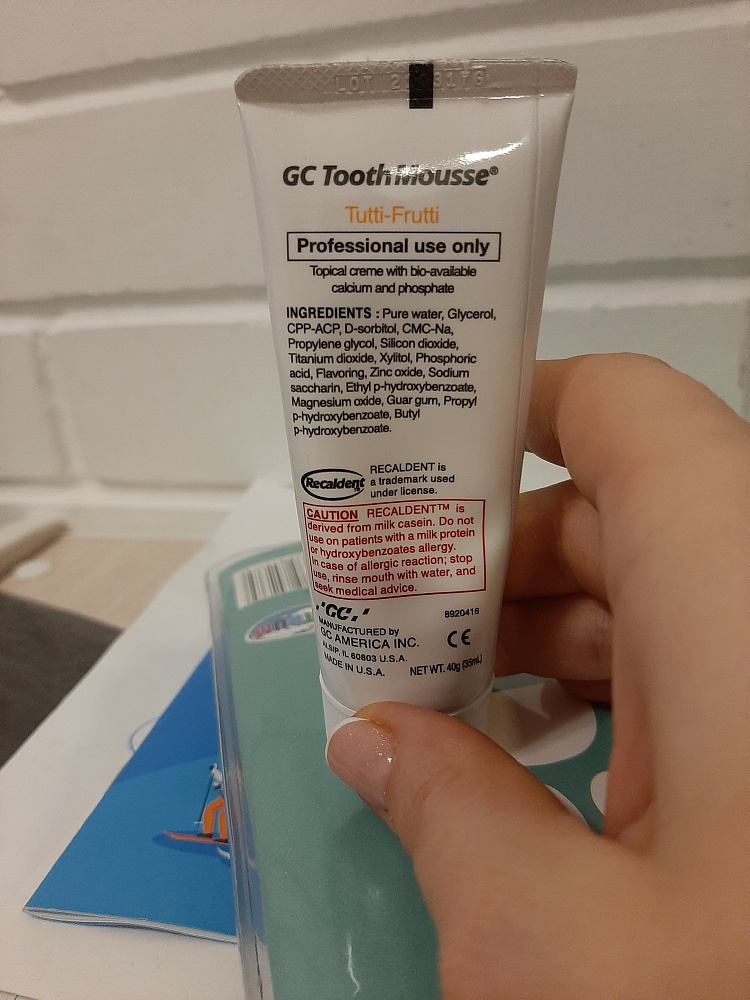 LOT
GC Tooth Mousse®
Tutti-Frutti
Professional use only
Topical creme with bio-available
calcium and phosphate
INGREDIENTS : Pure water, Glycerol,
CPP-ACP, D-sorbitol, CMC-Na,
Propylene glycol, Silicon dioxide,
Titanium dioxide, Xylitol, Phosphoric
acid, Flavoring, Zinc oxide, Sodium
saccharin, Ethyl p-hydroxybenzoate,
Magnesium oxide, Guar gum, Propyl
p-hydroxybenzoate, Butyl
p-hydroxybenzoate.
Recaldent™
RECALDENT is
a trademark used
under license.
CAUTION RECALDENT™ is
derived from milk casein. Do not
use on patients with a milk protein
or hydroxybenzoates allergy.
In case of allergic reaction; stop
use, rinse mouth with water, and
seek medical advice.
GC
8920416
MANUFACTURED by
GC AMERICA INC.
ALSIP, IL 60803 U.S.A.
MADE IN U.S.A.
CE
NET WT. 40g (35mL)